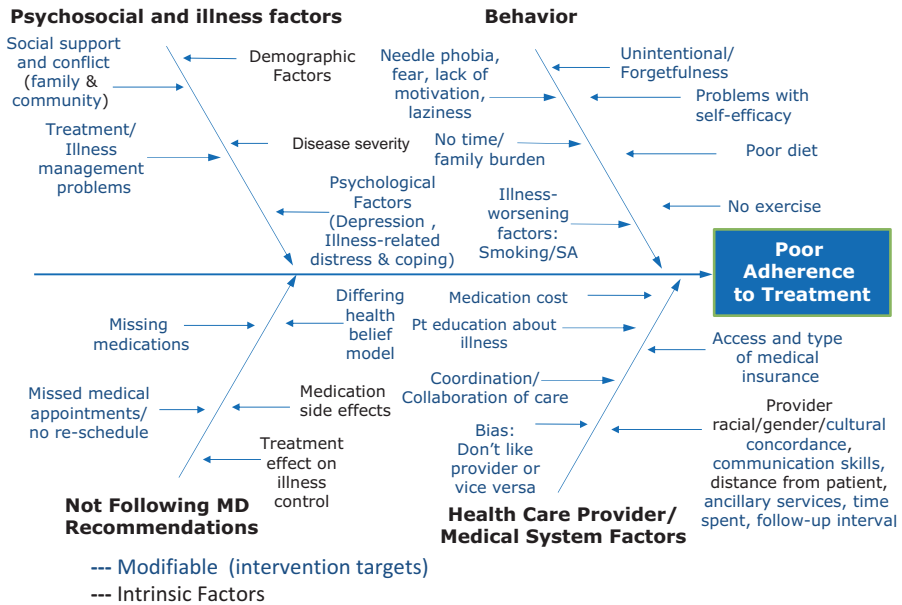 Psychosocial and illness factors
Social support
and conflict
(family &
community)
Demographic
Factors
Treatment/
Illness
management
problems
Disease severity
Psychological
Factors
(Depression ,
Illness-related
distress & coping)
Behavior
Needle phobia,
fear, lack of
motivation,
laziness
Unintentional/
Forgetfulness
Problems with
self-efficacy
No time/
family burden
Poor diet
Illness-
worsening
factors:
Smoking/SA
No exercise
Poor
Adherence
to Treatment
Missing
medications
Differing
health
belief
model
Missed medical
appointments/
no re-schedule
Medication
side effects
Treatment
effect on
illness
control
Not Following MD
Recommendations
Medication cost
Pt education about
illness
Access and type
of medical
insurance
Coordination/
Collaboration of care
Bias:
Don’t like
provider or
vice versa
Provider
racial/gender/cultural
concordance,
communication skills,
distance from patient,
ancillary services, time
spent, follow-up interval
Health Care Provider/
Medical System Factors
--- Modifiable (intervention targets)
--- Intrinsic Factors